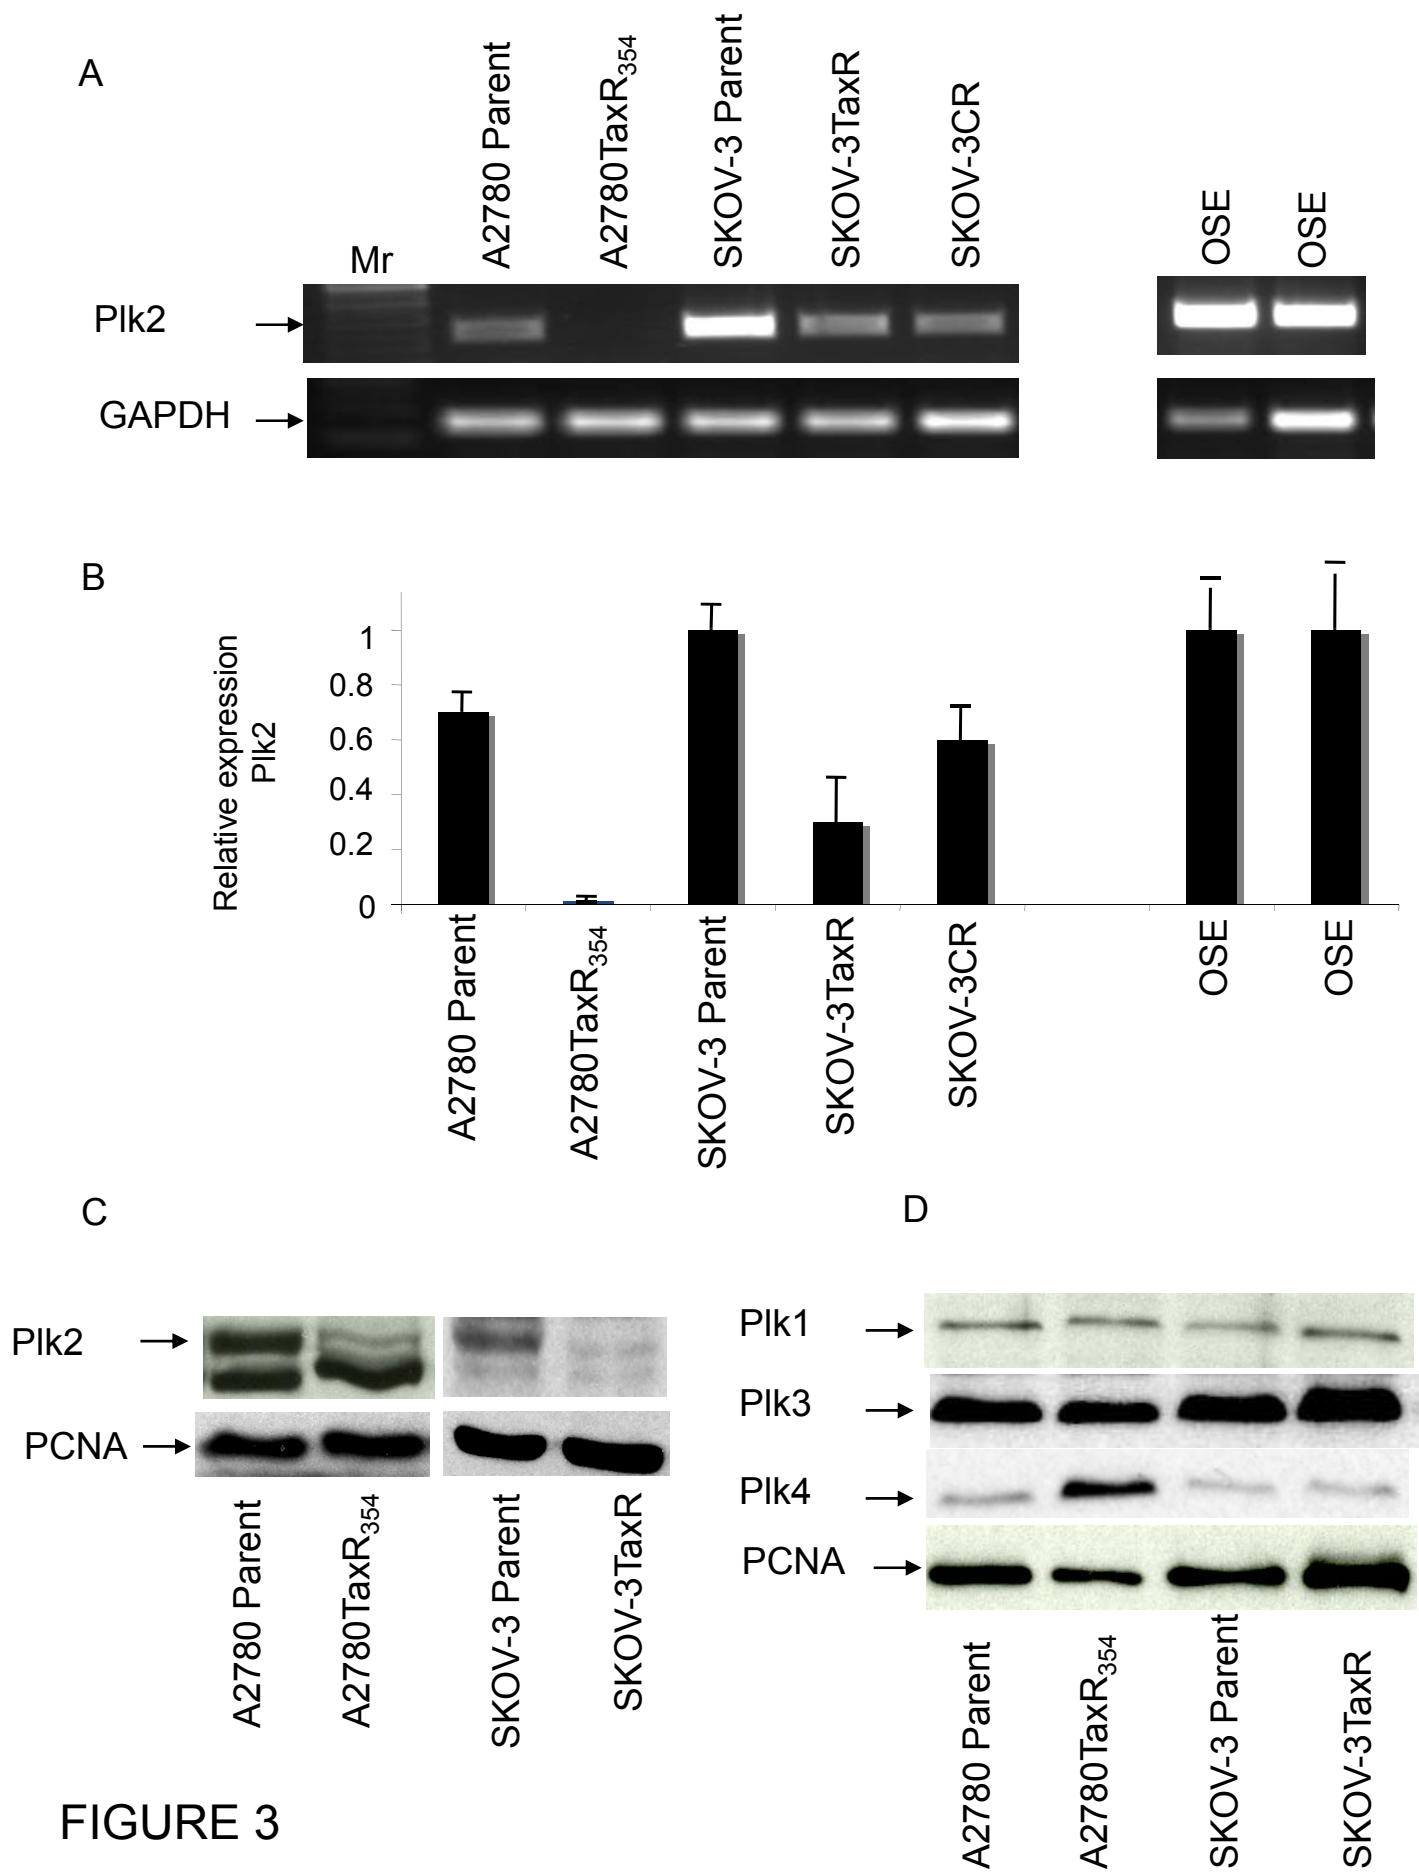 A
A2780 Parent
A2780TaxR354
SKOV-3 Parent
SKOV-3TaxR
SKOV-3CR
OSE
OSE
Mr
Plk2
GAPDH
B
Relative expression
Plk2
1
0.8
0.6
0.4
0.2
0
A2780 Parent
A2780TaxR354
SKOV-3 Parent
SKOV-3TaxR
SKOV-3CR
OSE
OSE
C
Plk2
PCNA
A2780 Parent
A2780TaxR354
SKOV-3 Parent
SKOV-3TaxR
D
Plk1
Plk3
Plk4
PCNA
A2780 Parent
A2780TaxR354
SKOV-3 Parent
SKOV-3TaxR
FIGURE 3